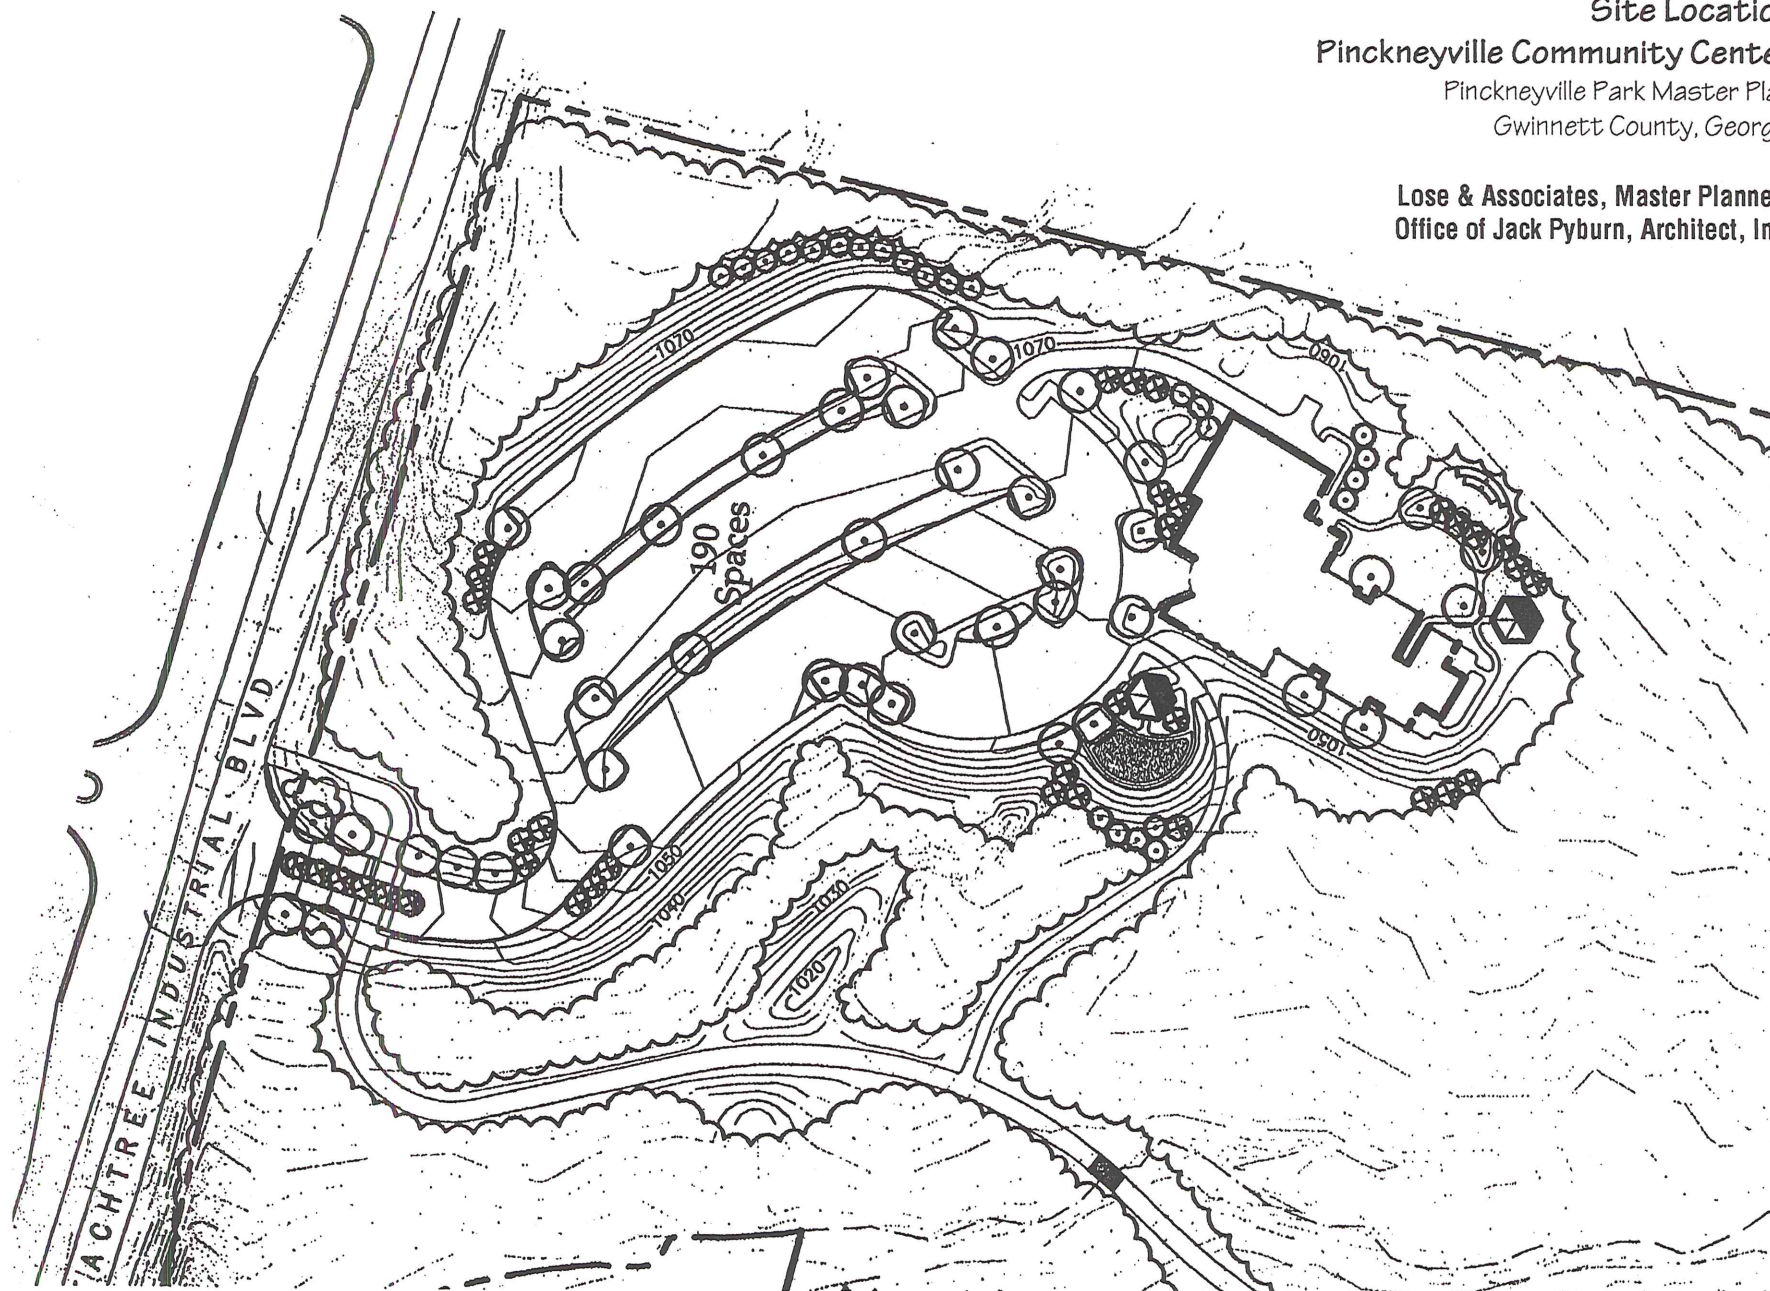 Site Locatio
Pinckneyville Community Cente
Pinckneyville Park Master Pla
Gwinnett County, Georg
Lose & Associates, Master Planne
Office of Jack Pyburn, Architect, In
1070
1070
1060
190
Spaces
1050
1050
1040
1030
1020
ACHTREE INDUSTRIAL BLVD